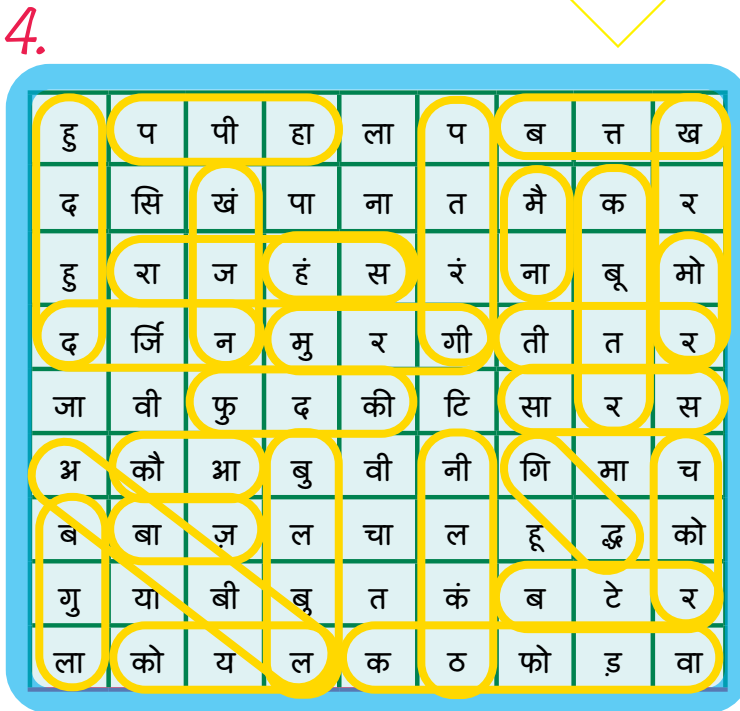 4.
हु प पी हा ला प ब त्त ख
द सि खं पा ना त मै क र
हु रा ज हं स रं ना बू मो
द र्जि न मु र गी ती त र
जा वी फु द की टि सा र स
अ कौ आ बु वी नी गि मा च
ब बा ज़ ल चा ल हू द्ध को
गु या बी बु त कं ब टे र
ला को य ल क ठ फो ड़ वा